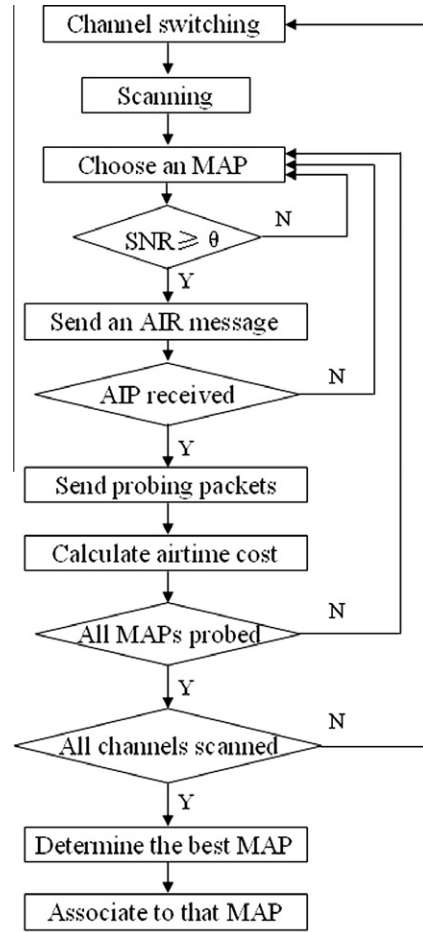 Channel switching
Scanning
Choose an MAP
SNR ⩾ θ
N
Y
Send an AIR message
AIP received
N
Y
Send probing packets
Calculate airtime cost
All MAPs probed
N
Y
All channels scanned
N
Y
Determine the best MAP
Associate to that MAP